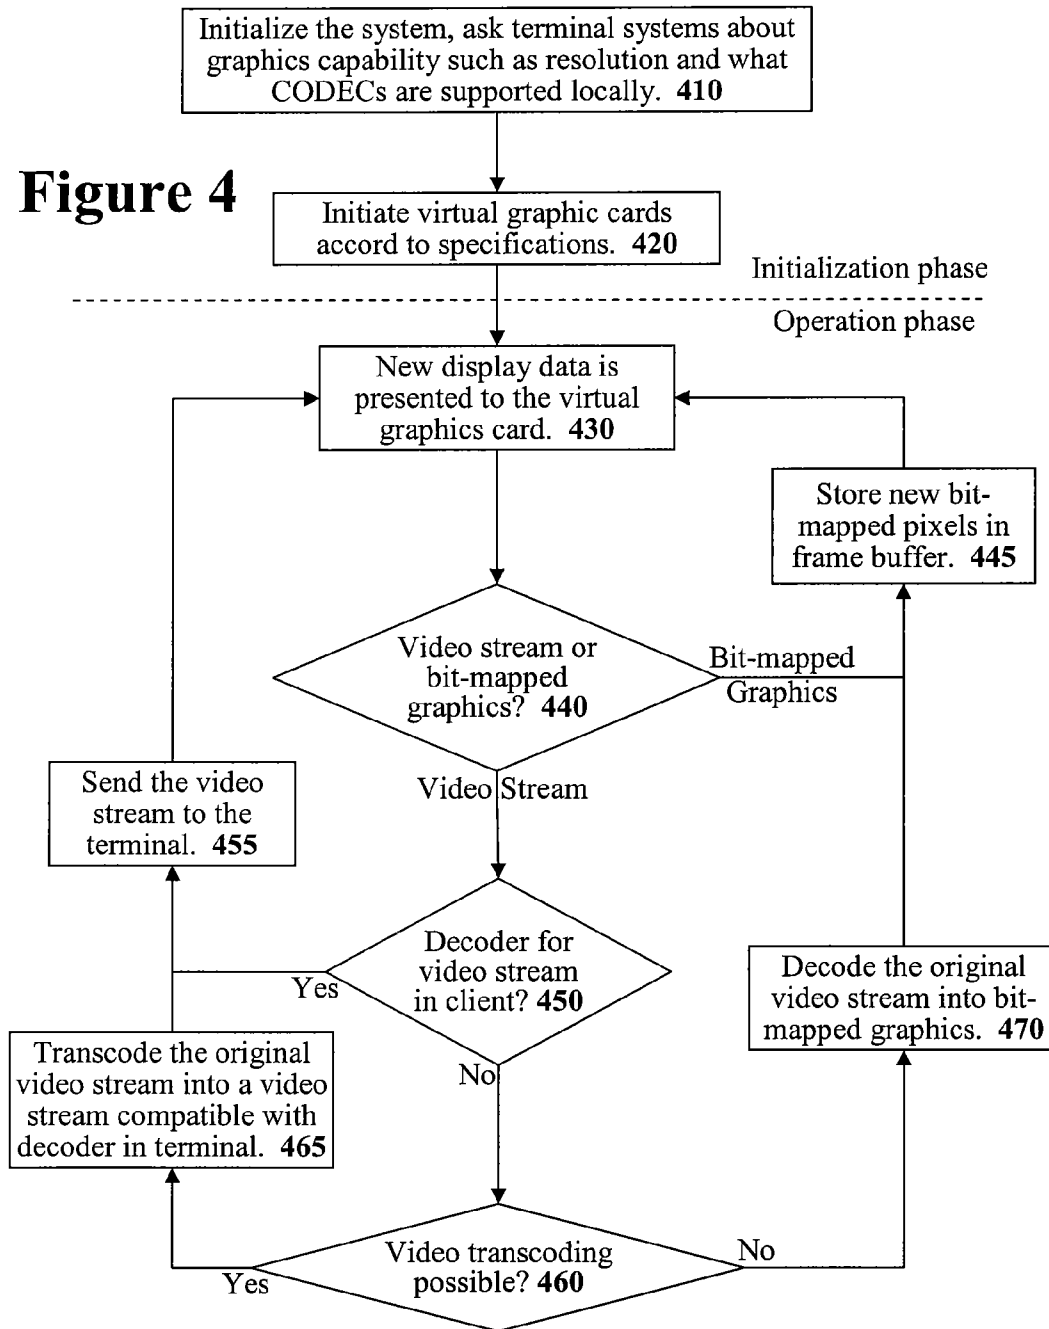 Initialize the system, ask terminal systems about
graphics capability such as resolution and what
CODECs are supported locally. 410
Figure 4
Initiate virtual graphic cards
accord to specifications. 420
Initialization phase
Operation phase
New display data is
presented to the virtual
graphics card. 430
Store new bit-
mapped pixels in
frame buffer. 445
Video stream or
bit-mapped
graphics? 440
Bit-mapped
Graphics
Send the video
stream to the
terminal. 455
Video Stream
Decoder for
video stream
in client? 450
Yes
No
Decode the original
video stream into bit-
mapped graphics. 470
Transcode the original
video stream into a video
stream compatible with
decoder in terminal. 465
Video transcoding
possible? 460
Yes
No